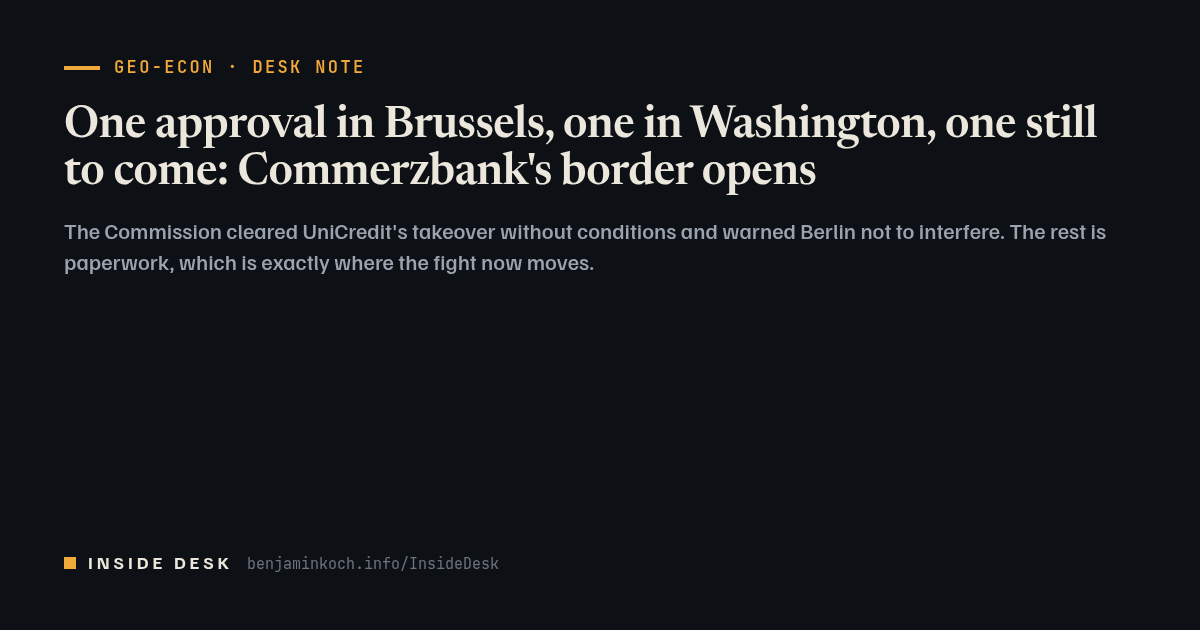 GEO-ECON · DESK NOTE
One approval in Brussels, one in Washington, one still
to come: Commerzbank's border opens
The Commission cleared UniCredit's takeover without conditions and warned Berlin not to interfere. The rest is
paperwork, which is exactly where the fight now moves.
INSIDE DESK benjaminkoch.info/InsideDesk